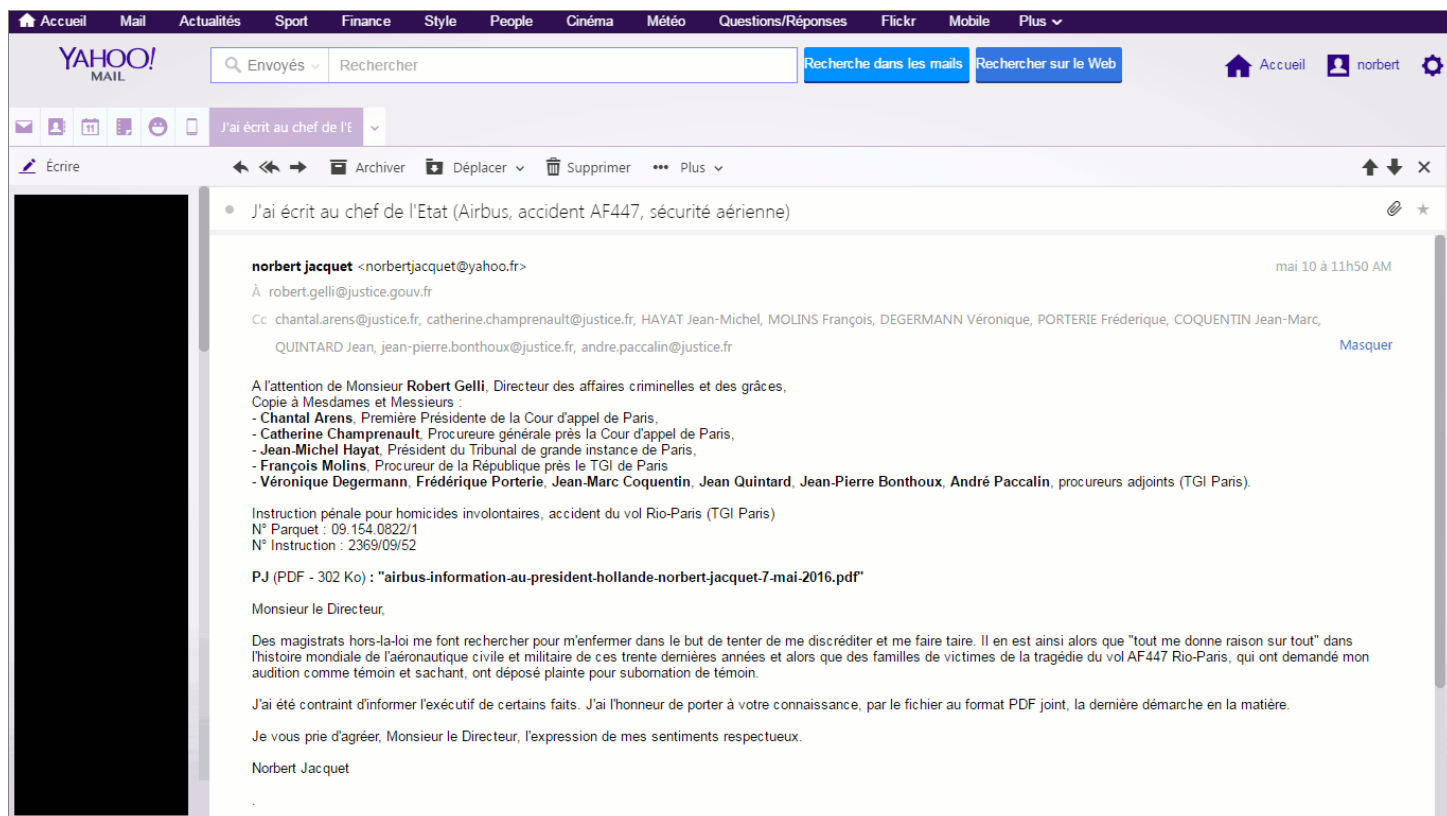 Accueil Mail Actualités Sport Finance Style People Cinéma Météo Questions/Réponses Flickr Mobile Plus
YAHOO!
MAIL
Envoyés Rechercher Recherche dans les mails Rechercher sur le Web Accueil norbert
11 J'ai écrit au chef de l'E
Écrire Archiver Déplacer Supprimer Plus
J'ai écrit au chef de l'Etat (Airbus, accident AF447, sécurité aérienne)
norbert jacquet <norbertjacquet@yahoo.fr> mai 10 à 11h50 AM
À robert.gelli@justice.gouv.fr
Cc chantal.arens@justice.fr, catherine.champrenault@justice.fr, HAYAT Jean-Michel, MOLINS François, DEGERMANN Véronique, PORTERIE Fréderique, COQUENTIN Jean-Marc,
QUINTARD Jean, jean-pierre.bonthoux@justice.fr, andre.paccalin@justice.fr Masquer
A l'attention de Monsieur Robert Gelli, Directeur des affaires criminelles et des grâces,
Copie à Mesdames et Messieurs :
- Chantal Arens, Première Présidente de la Cour d'appel de Paris,
- Catherine Champrenault, Procureure générale près la Cour d'appel de Paris,
- Jean-Michel Hayat, Président du Tribunal de grande instance de Paris,
- François Molins, Procureur de la République près le TGI de Paris
- Véronique Degermann, Frédérique Porterie, Jean-Marc Coquentin, Jean Quintard, Jean-Pierre Bonthoux, André Paccalin, procureurs adjoints (TGI Paris).
Instruction pénale pour homicides involontaires, accident du vol Rio-Paris (TGI Paris)
N° Parquet : 09.154.0822/1
N° Instruction : 2369/09/52
PJ (PDF - 302 Ko) : "airbus-information-au-president-hollande-norbert-jacquet-7-mai-2016.pdf"
Monsieur le Directeur,
Des magistrats hors-la-loi me font rechercher pour m'enfermer dans le but de tenter de me discréditer et me faire taire. Il en est ainsi alors que "tout me donne raison sur tout" dans
l'histoire mondiale de l'aéronautique civile et militaire de ces trente dernières années et alors que des familles de victimes de la tragédie du vol AF447 Rio-Paris, qui ont demandé mon
audition comme témoin et sachant, ont déposé plainte pour subornation de témoin.
J'ai été contraint d'informer l'exécutif de certains faits. J'ai l'honneur de porter à votre connaissance, par le fichier au format PDF joint, la dernière démarche en la matière.
Je vous prie d'agréer, Monsieur le Directeur, l'expression de mes sentiments respectueux.
Norbert Jacquet
.